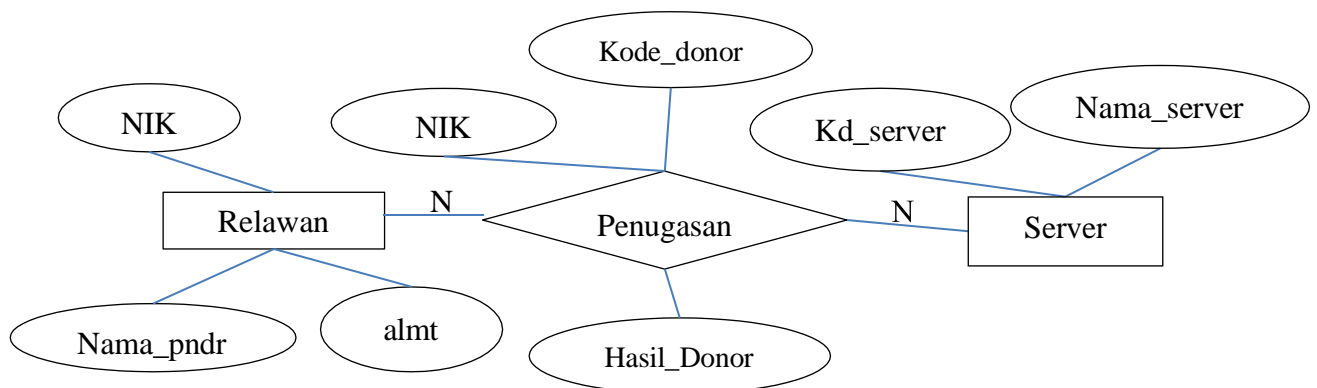 Kode_donor
NIK
NIK
Kd_server
Nama_server
Relawan
N
Penugasan
N
Server
Nama_pndr
almt
Hasil_Donor